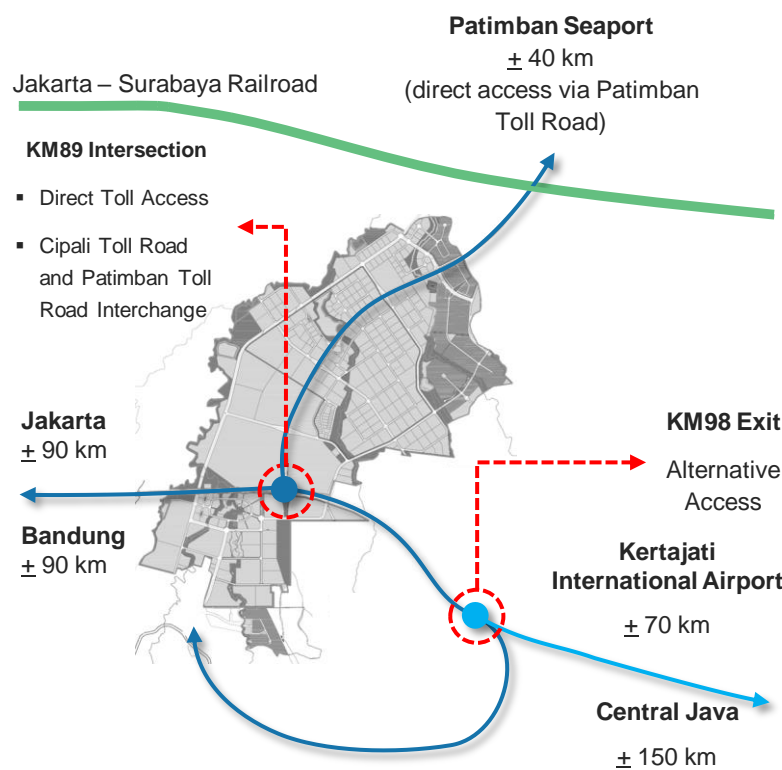 Patimban Seaport
± 40 km
(direct access via Patimban
Toll Road)
Jakarta – Surabaya Railroad
KM89 Intersection
▪ Direct Toll Access
▪ Cipali Toll Road
and Patimban Toll
Road Interchange
Jakarta
± 90 km
Bandung
± 90 km
KM98 Exit
Alternative
Access
Kertajati
International Airport
± 70 km
Central Java
± 150 km